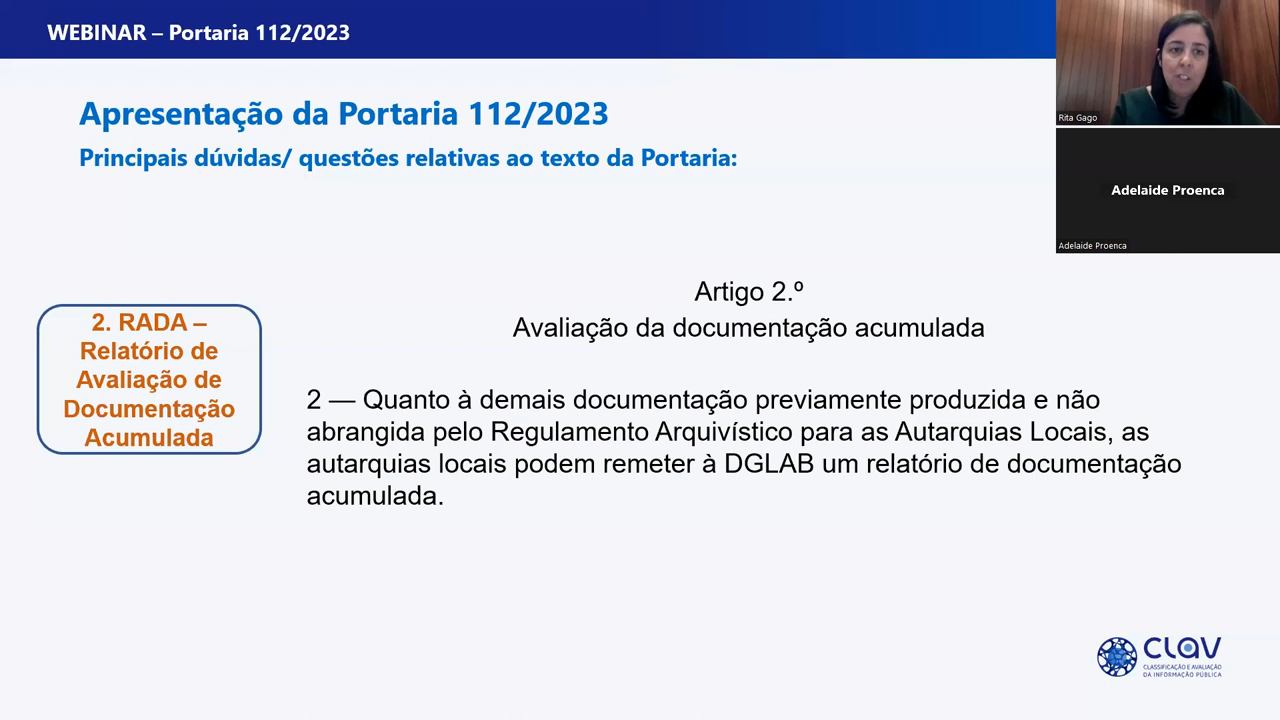 WEBINAR – Portaria 112/2023
Apresentação da Portaria 112/2023
Principais dúvidas/ questões relativas ao texto da Portaria:
Rita Gago
Adelaide Proenca
Adelaide Proenca
2. RADA –
Relatório de
Avaliação de
Documentação
Acumulada
Artigo 2.º
Avaliação da documentação acumulada
2 — Quanto à demais documentação previamente produzida e não
abrangida pelo Regulamento Arquivístico para as Autarquias Locais, as
autarquias locais podem remeter à DGLAB um relatório de documentação
acumulada.
CLAV
CLASSIFICAÇÃO E AVALIAÇÃO
DA INFORMAÇÃO PÚBLICA